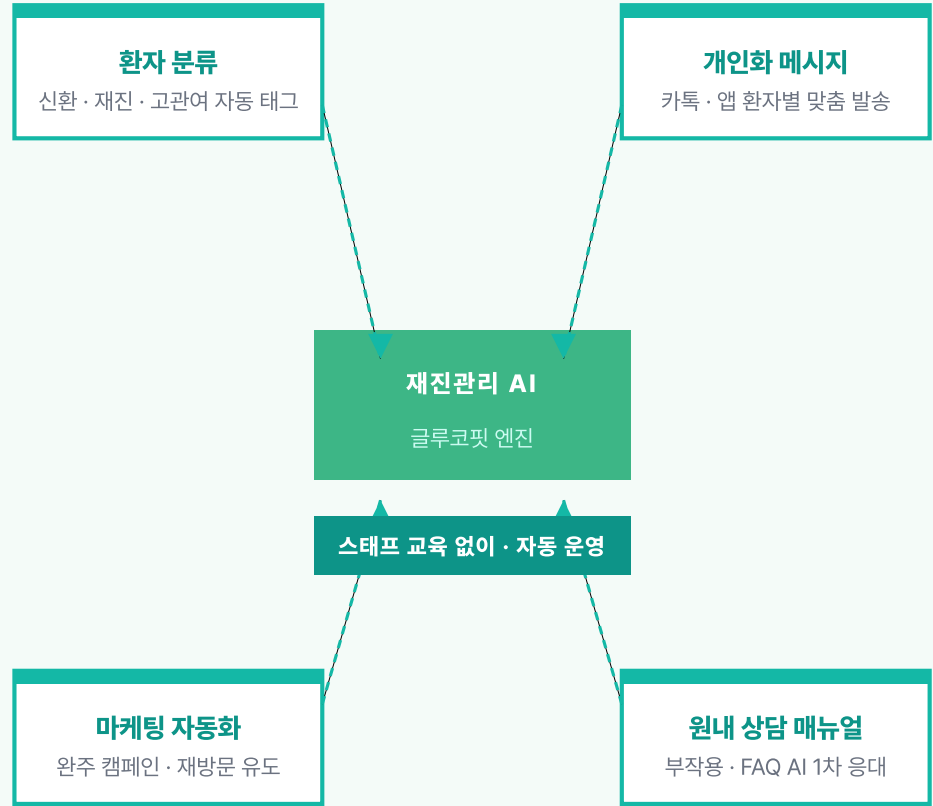 환자 분류
신환 · 재진 · 고관여 자동 태그
개인화 메시지
카톡 · 앱 환자별 맞춤 발송
재진관리 AI
글루코핏 엔진
스태프 교육 없이 · 자동 운영
마케팅 자동화
완주 캠페인 · 재방문 유도
원내 상담 매뉴얼
부작용 · FAQ AI 1차 응대